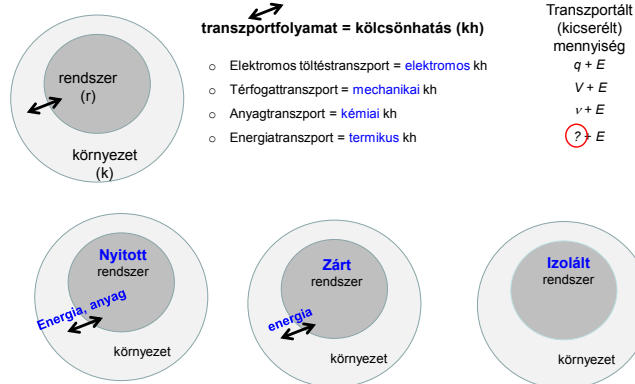 transzportfolyamat = kölcsönhatás (kh)
Transzportált
(kicserélt)
mennyiség
rendszer
(r)
környezet
(k)
○ Elektromos töltéstranszport = elektromos kh
q + E
○ Térfogattranszport = mechanikai kh
V + E
○ Anyagtranszport = kémiai kh
ν + E
○ Energiatranszport = termikus kh
? + E
Nyitott
rendszer
Energia, anyag
környezet
Zárt
rendszer
energia
környezet
Izolált
rendszer
környezet